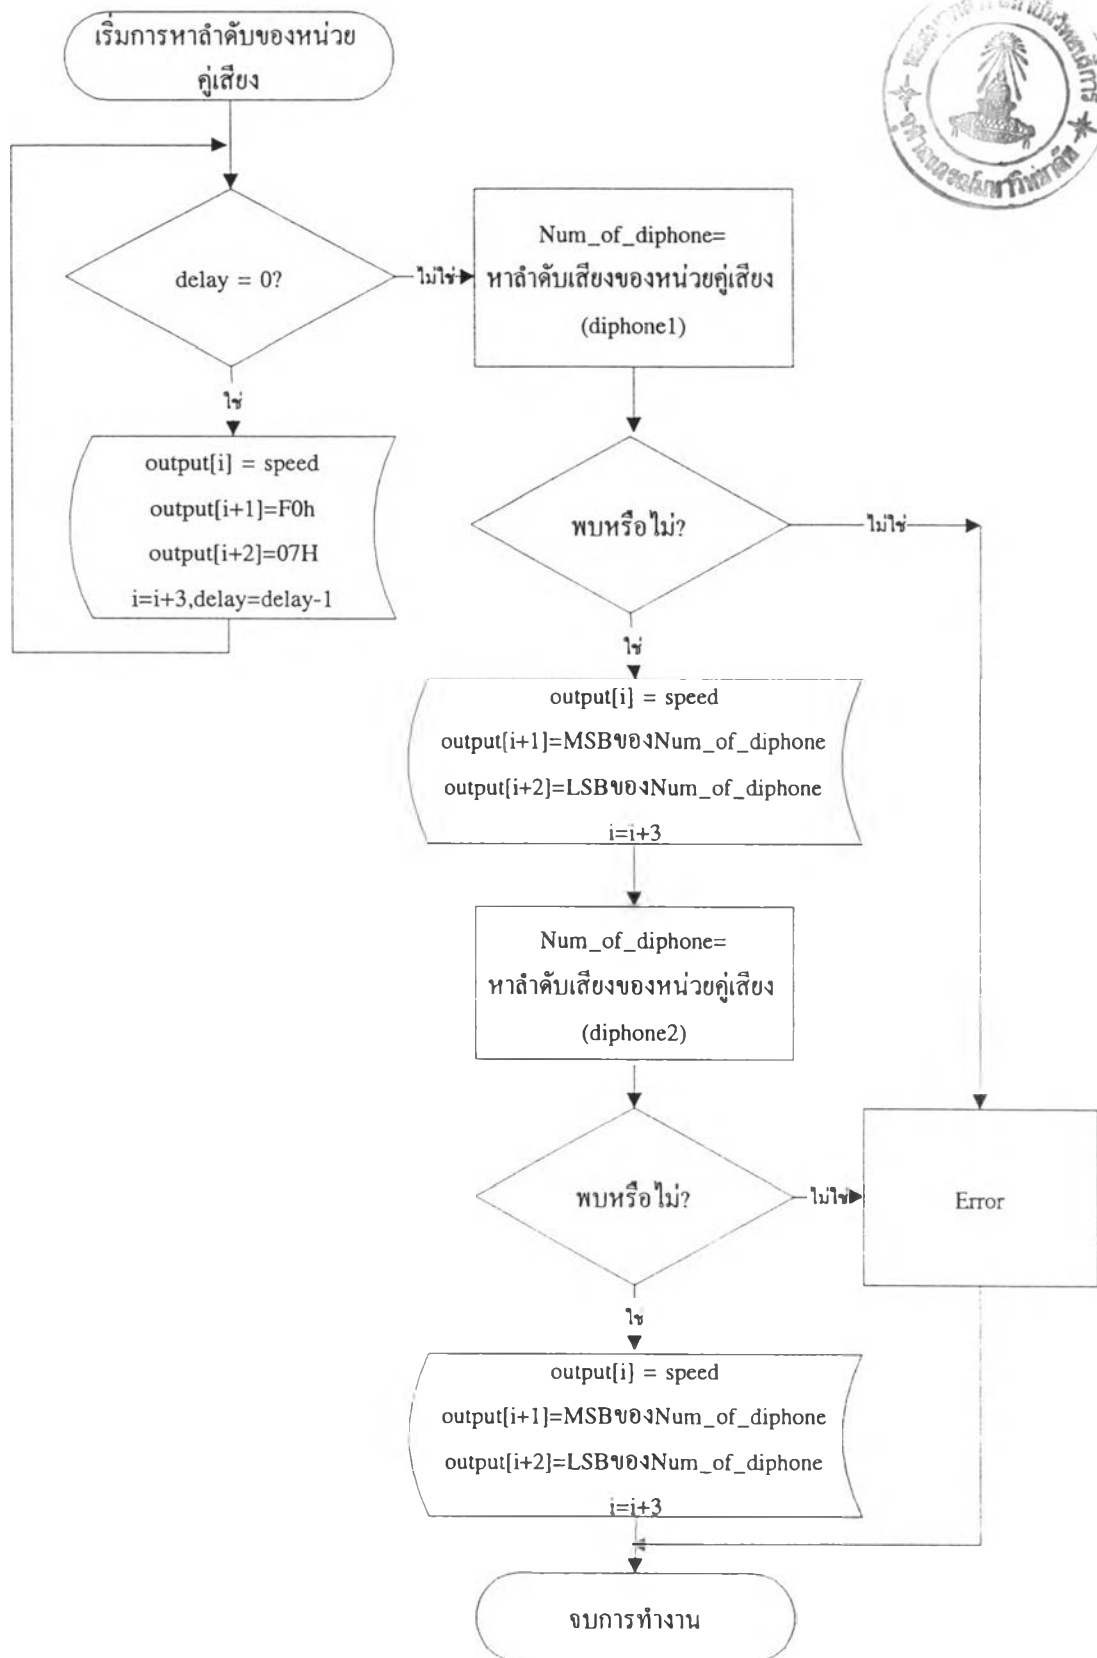 เริ่มการหาลำดับของหน่วย
คู่เสียง
delay = 0?
ไม่ใช่
Num_of_diphone=
หาลำดับเสียงของหน่วยคู่เสียง
(diphone1)
ใช่
output[i] = speed
output[i+1]=F0h
output[i+2]=07H
i=i+3,delay=delay-1
พบหรือไม่?
ไม่ใช่
ใช่
output[i] = speed
output[i+1]=MSBของNum_of_diphone
output[i+2]=LSBของNum_of_diphone
i=i+3
Num_of_diphone=
หาลำดับเสียงของหน่วยคู่เสียง
(diphone2)
พบหรือไม่?
ไม่ใช่
Error
ใช่
output[i] = speed
output[i+1]=MSBของNum_of_diphone
output[i+2]=LSBของNum_of_diphone
i=i+3
จบการทำงาน